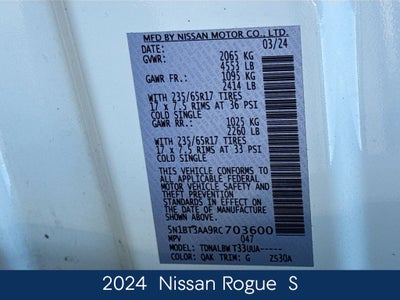 MFD BY NISSAN MOTOR CO., LTD.
DATE: 03/24
GVWR: 2065 KG
4553 LB
GAWR FR.: 1095 KG
2414 LB
WITH 235/65R17 TIRES
17 x 7.5 RIMS AT 36 PSI
COLD SINGLE
GAWR RR.: 1025 KG
2260 LB
WITH 235/65R17 TIRES
17 x 7.5 RIMS AT 33 PSI
COLD SINGLE
THIS VEHICLE CONFORMS TO ALL
APPLICABLE FEDERAL MOTOR
VEHICLE SAFETY AND THEFT
PREVENTION STANDARDS IN EFFECT
ON THE DATE OF MANUFACTURE
SHOWN ABOVE.
5N1BT3AA9RC703600
MPV 047
MODEL: TDNALBWT33UUA-----
COLOR: QAK TRIM: G Z530A
2024 Nissan Rogue S